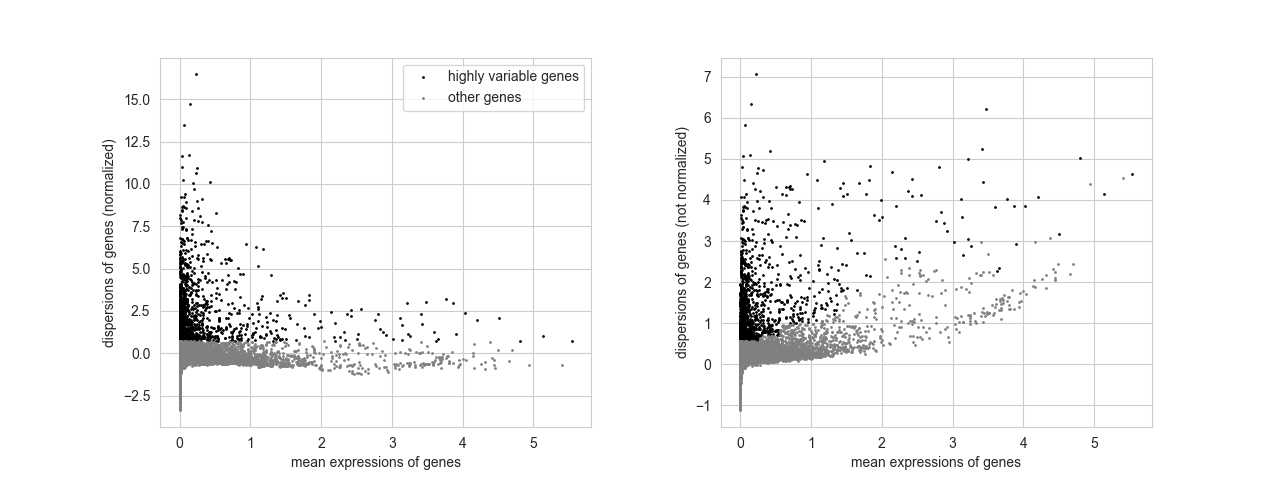 dispersions of genes (normalized)
15.0
12.5
10.0
7.5
5.0
2.5
0.0
−2.5
highly variable genes
other genes
0 1 2 3 4 5
mean expressions of genes
dispersions of genes (not normalized)
7
6
5
4
3
2
1
0
−1
0 1 2 3 4 5
mean expressions of genes